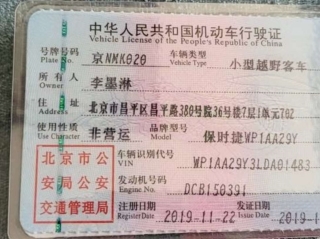 中华人民共和国机动车行驶证
Vehicle License of the People's Republic of China
号牌号码 京NMK020 车辆类型 小型越野客车
Plate No. Vehicle Type
所有人 李墨淋
Owner
住址 北京市昌平区昌平路380号院36号楼7层1单元702
Address
使用性质 非营运 品牌型号 保时捷WP1AA29Y
Use Character Model
北京市公安局公安交通管理局
车辆识别代号 WP1AA29Y3LDA01483
VIN
发动机号码 DCB150391
Engine No.
注册日期 2019-11-22 发证日期 2019-1
Register Date Issue Date